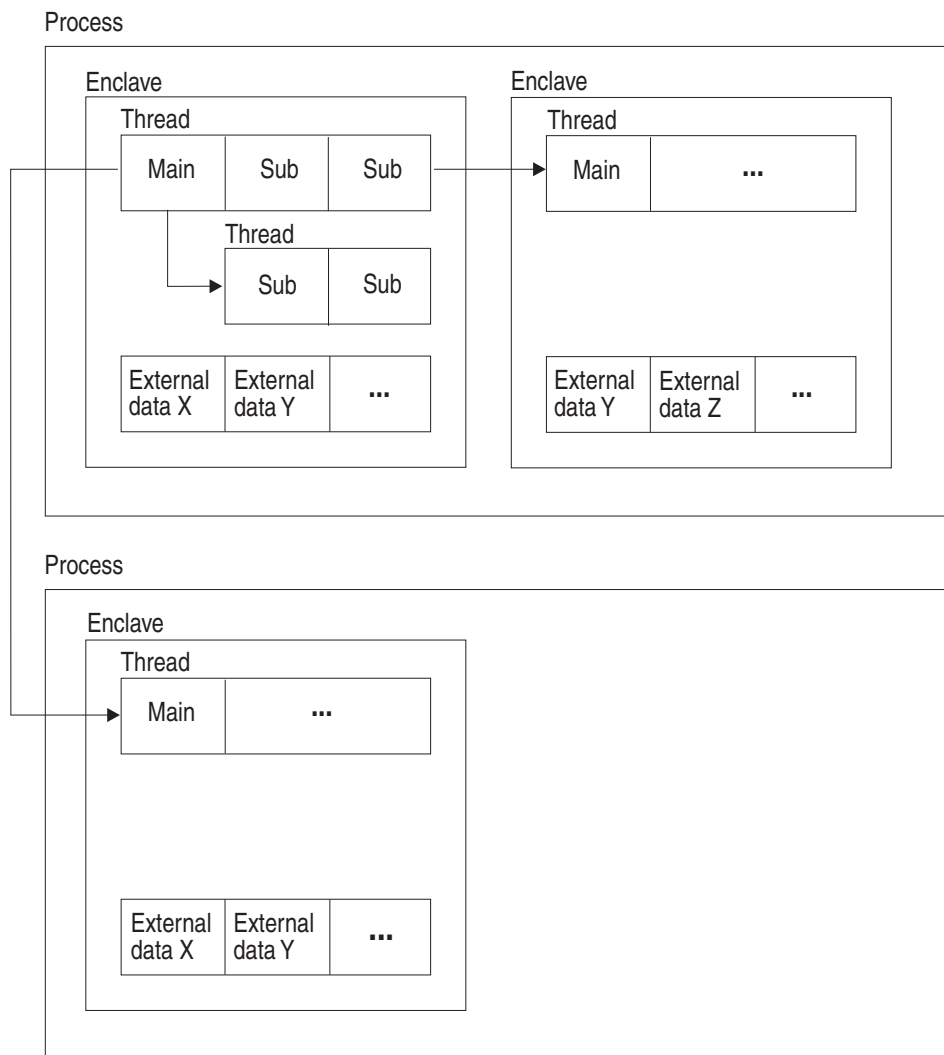 Process
Enclave
Enclave
Thread
Thread
Main Sub Sub
Main ...
Thread
Sub Sub
External data X External data Y ...
External data Y External data Z ...
Process
Enclave
Thread
Main ...
External data X External data Y ...